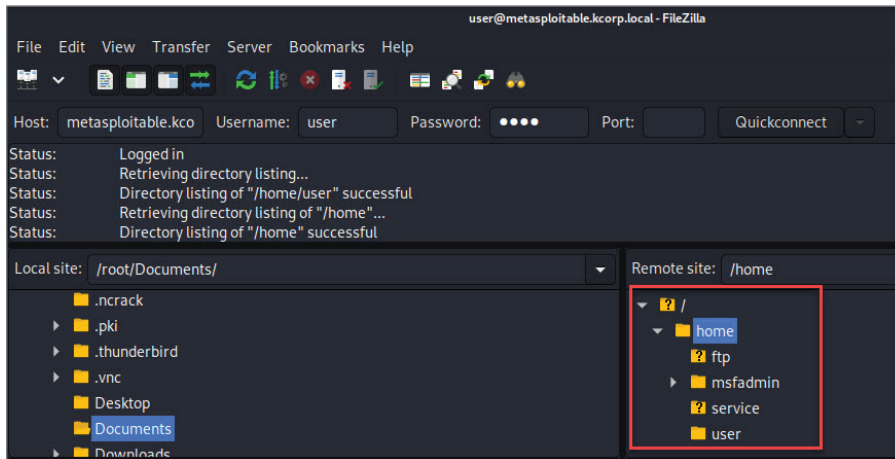 user@metasploitable.kcorp.local - FileZilla
File Edit View Transfer Server Bookmarks Help
Host: metasploitable.kco Username: user Password: ●●●● Port: Quickconnect
Status: Logged in
Status: Retrieving directory listing...
Status: Directory listing of "/home/user" successful
Status: Retrieving directory listing of "/home"...
Status: Directory listing of "/home" successful
Local site: /root/Documents/
.ncrack
.pki
.thunderbird
.vnc
Desktop
Documents
Downloads
Remote site: /home
/
home
ftp
msfadmin
service
user